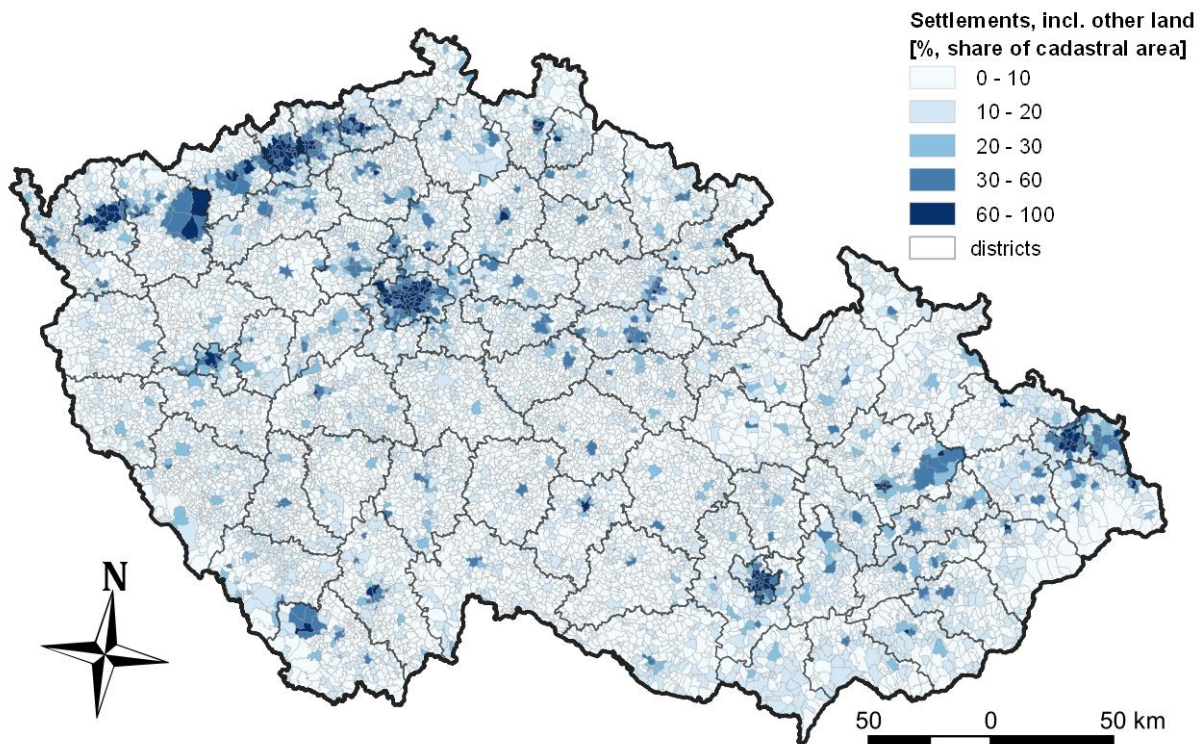 Settlements, incl. other land
[%, share of cadastral area]
0 - 10
10 - 20
20 - 30
30 - 60
60 - 100
districts
N
50 0 50 km